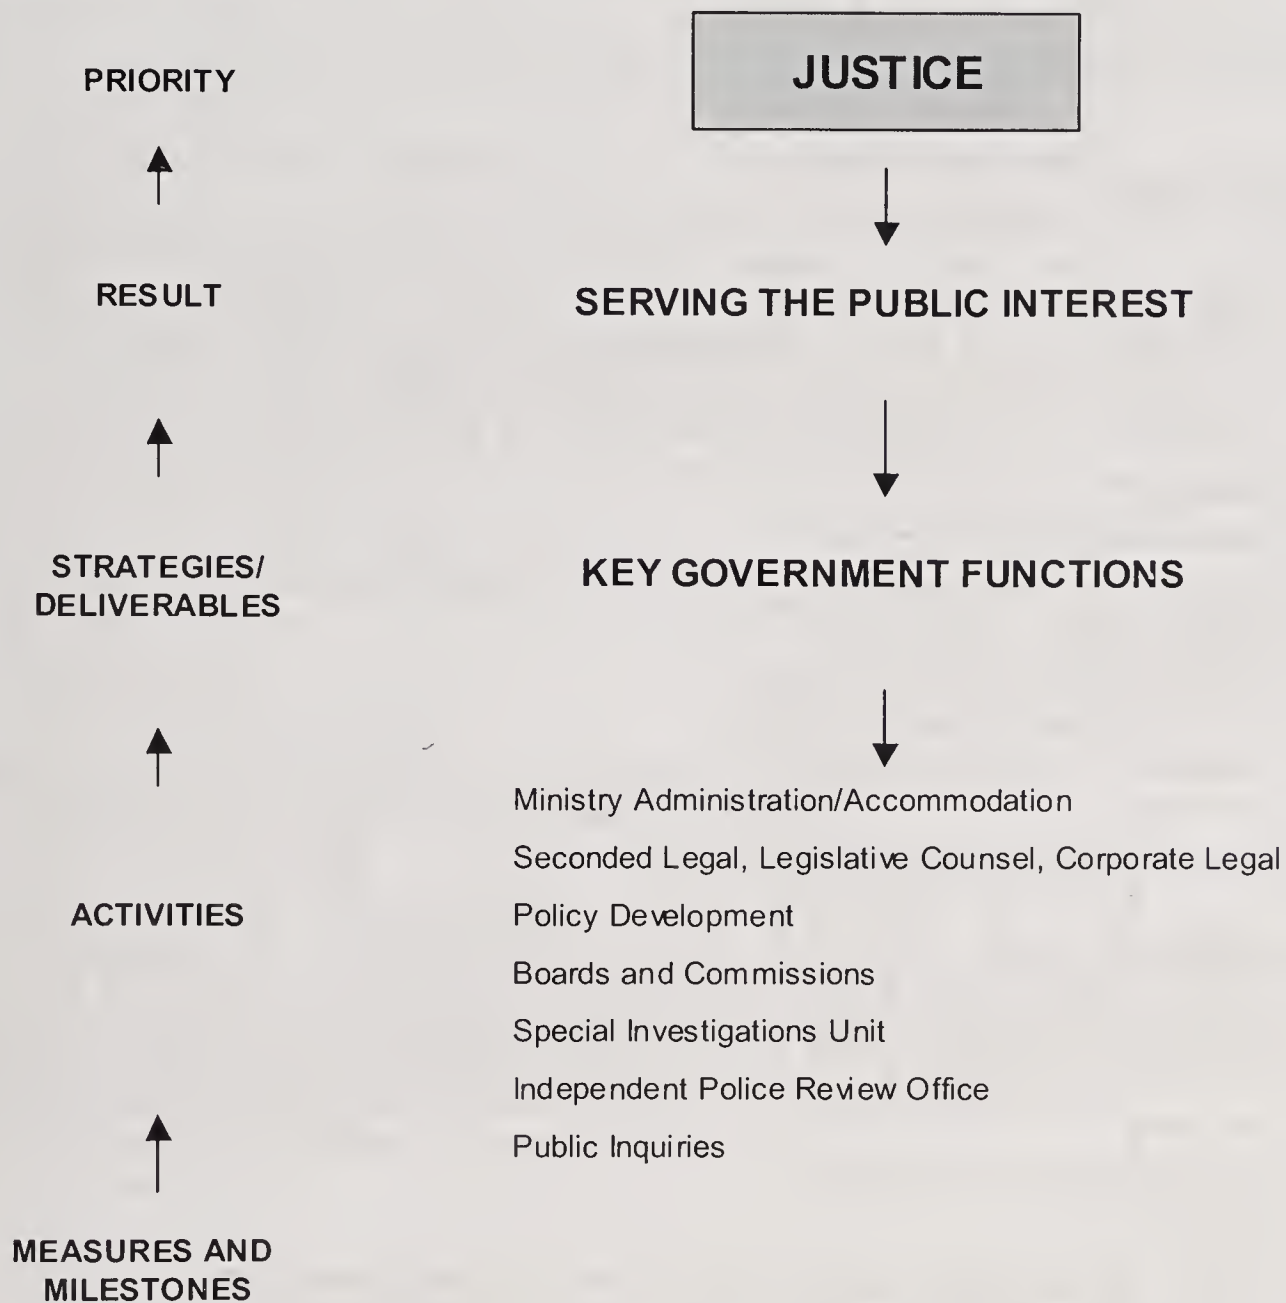 PRIORITY
JUSTICE
RESULT
SERVING THE PUBLIC INTEREST
STRATEGIES/
DELIVERABLES
KEY GOVERNMENT FUNCTIONS
ACTIVITIES
Ministry Administration/Accommodation
Seconded Legal, Legislative Counsel, Corporate Legal
Policy Development
Boards and Commissions
Special Investigations Unit
Independent Police Review Office
Public Inquiries
MEASURES AND
MILESTONES